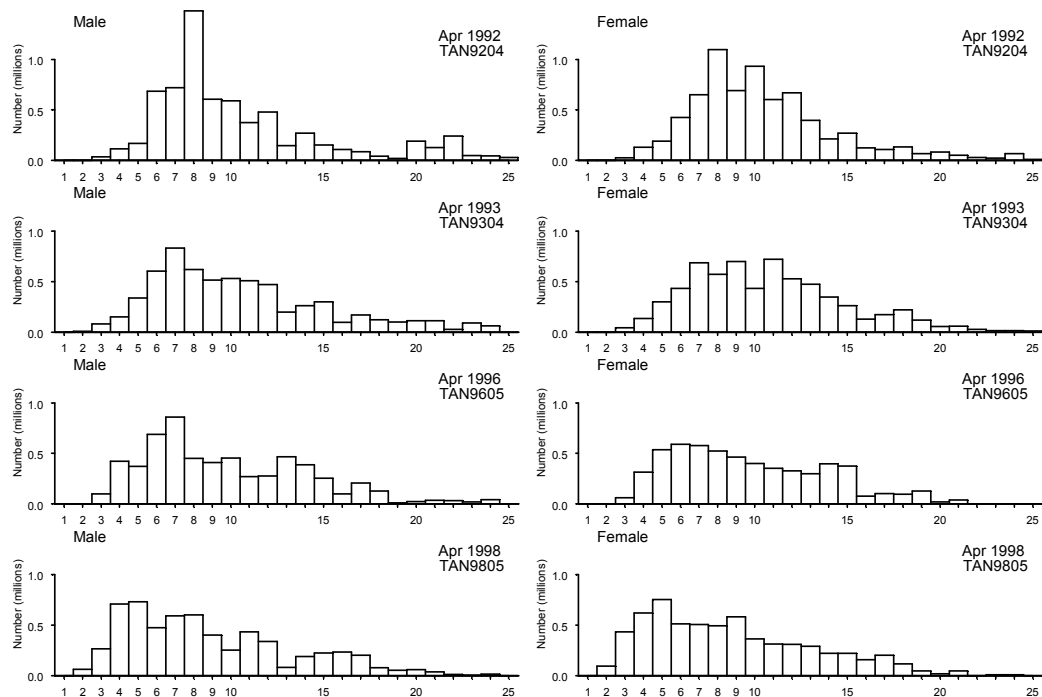 Male
Apr 1992
TAN9204
Number (millions)
1.0
0.5
0.0
1 2 3 4 5 6 7 8 9 10 15 20 25
Female
Apr 1992
TAN9204
Number (millions)
1.0
0.5
0.0
1 2 3 4 5 6 7 8 9 10 15 20 25
Male
Apr 1993
TAN9304
Number (millions)
1.0
0.5
0.0
1 2 3 4 5 6 7 8 9 10 15 20 25
Female
Apr 1993
TAN9304
Number (millions)
1.0
0.5
0.0
1 2 3 4 5 6 7 8 9 10 15 20 25
Male
Apr 1996
TAN9605
Number (millions)
1.0
0.5
0.0
1 2 3 4 5 6 7 8 9 10 15 20 25
Female
Apr 1996
TAN9605
Number (millions)
1.0
0.5
0.0
1 2 3 4 5 6 7 8 9 10 15 20 25
Male
Apr 1998
TAN9805
Number (millions)
1.0
0.5
0.0
1 2 3 4 5 6 7 8 9 10 15 20 25
Female
Apr 1998
TAN9805
Number (millions)
1.0
0.5
0.0
1 2 3 4 5 6 7 8 9 10 15 20 25